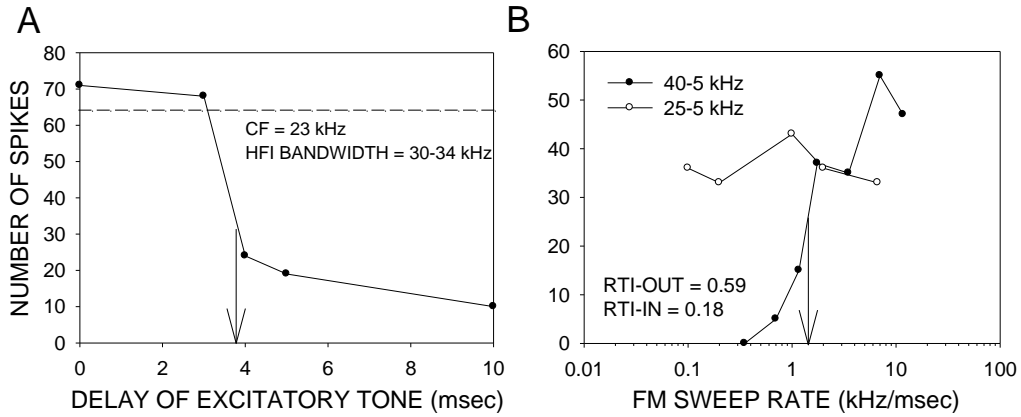 A
NUMBER OF SPIKES
80
70
60
50
40
30
20
10
0
CF = 23 kHz
HFI BANDWIDTH = 30-34 kHz
0 2 4 6 8 10
DELAY OF EXCITATORY TONE (msec)
B
60
50
40
30
20
10
0
40-5 kHz
25-5 kHz
RTI-OUT = 0.59
RTI-IN = 0.18
0.01 0.1 1 10 100
FM SWEEP RATE (kHz/msec)